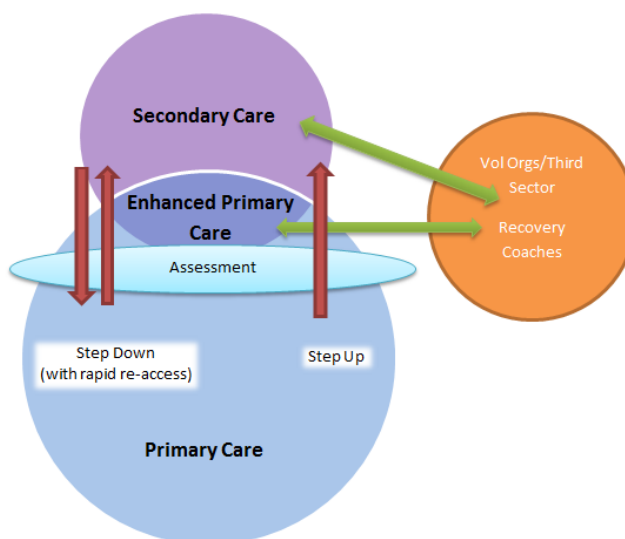 Secondary Care
Vol Orgs/Third
Sector
Enhanced Primary
Care
Recovery
Coaches
Assessment
Step Down
(with rapid re-access)
Step Up
Primary Care